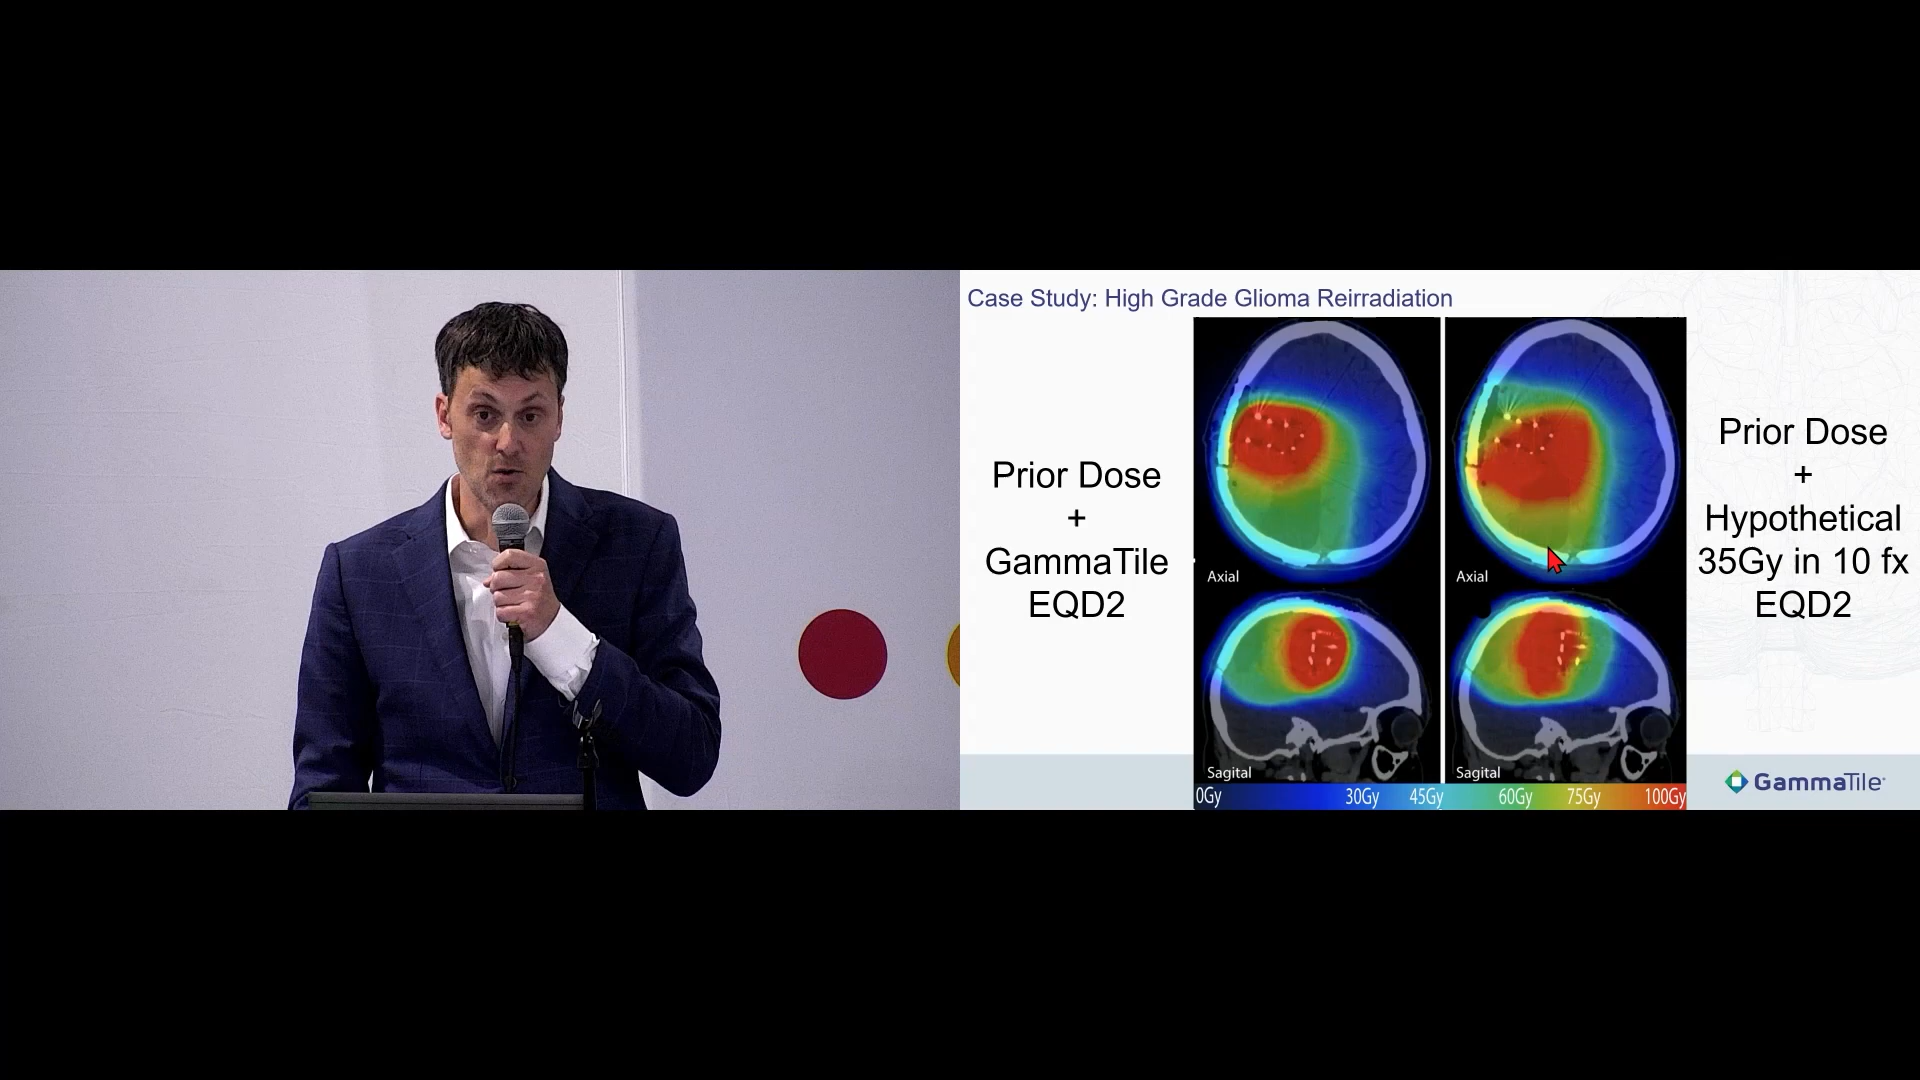 Case Study: High Grade Glioma Reirradiation
Prior Dose
+
GammaTile
EQD2
Axial
Axial
Sagital
Sagital
0Gy 30Gy 45Gy 60Gy 75Gy 100Gy
Prior Dose
+
Hypothetical
35Gy in 10 fx
EQD2
GammaTile